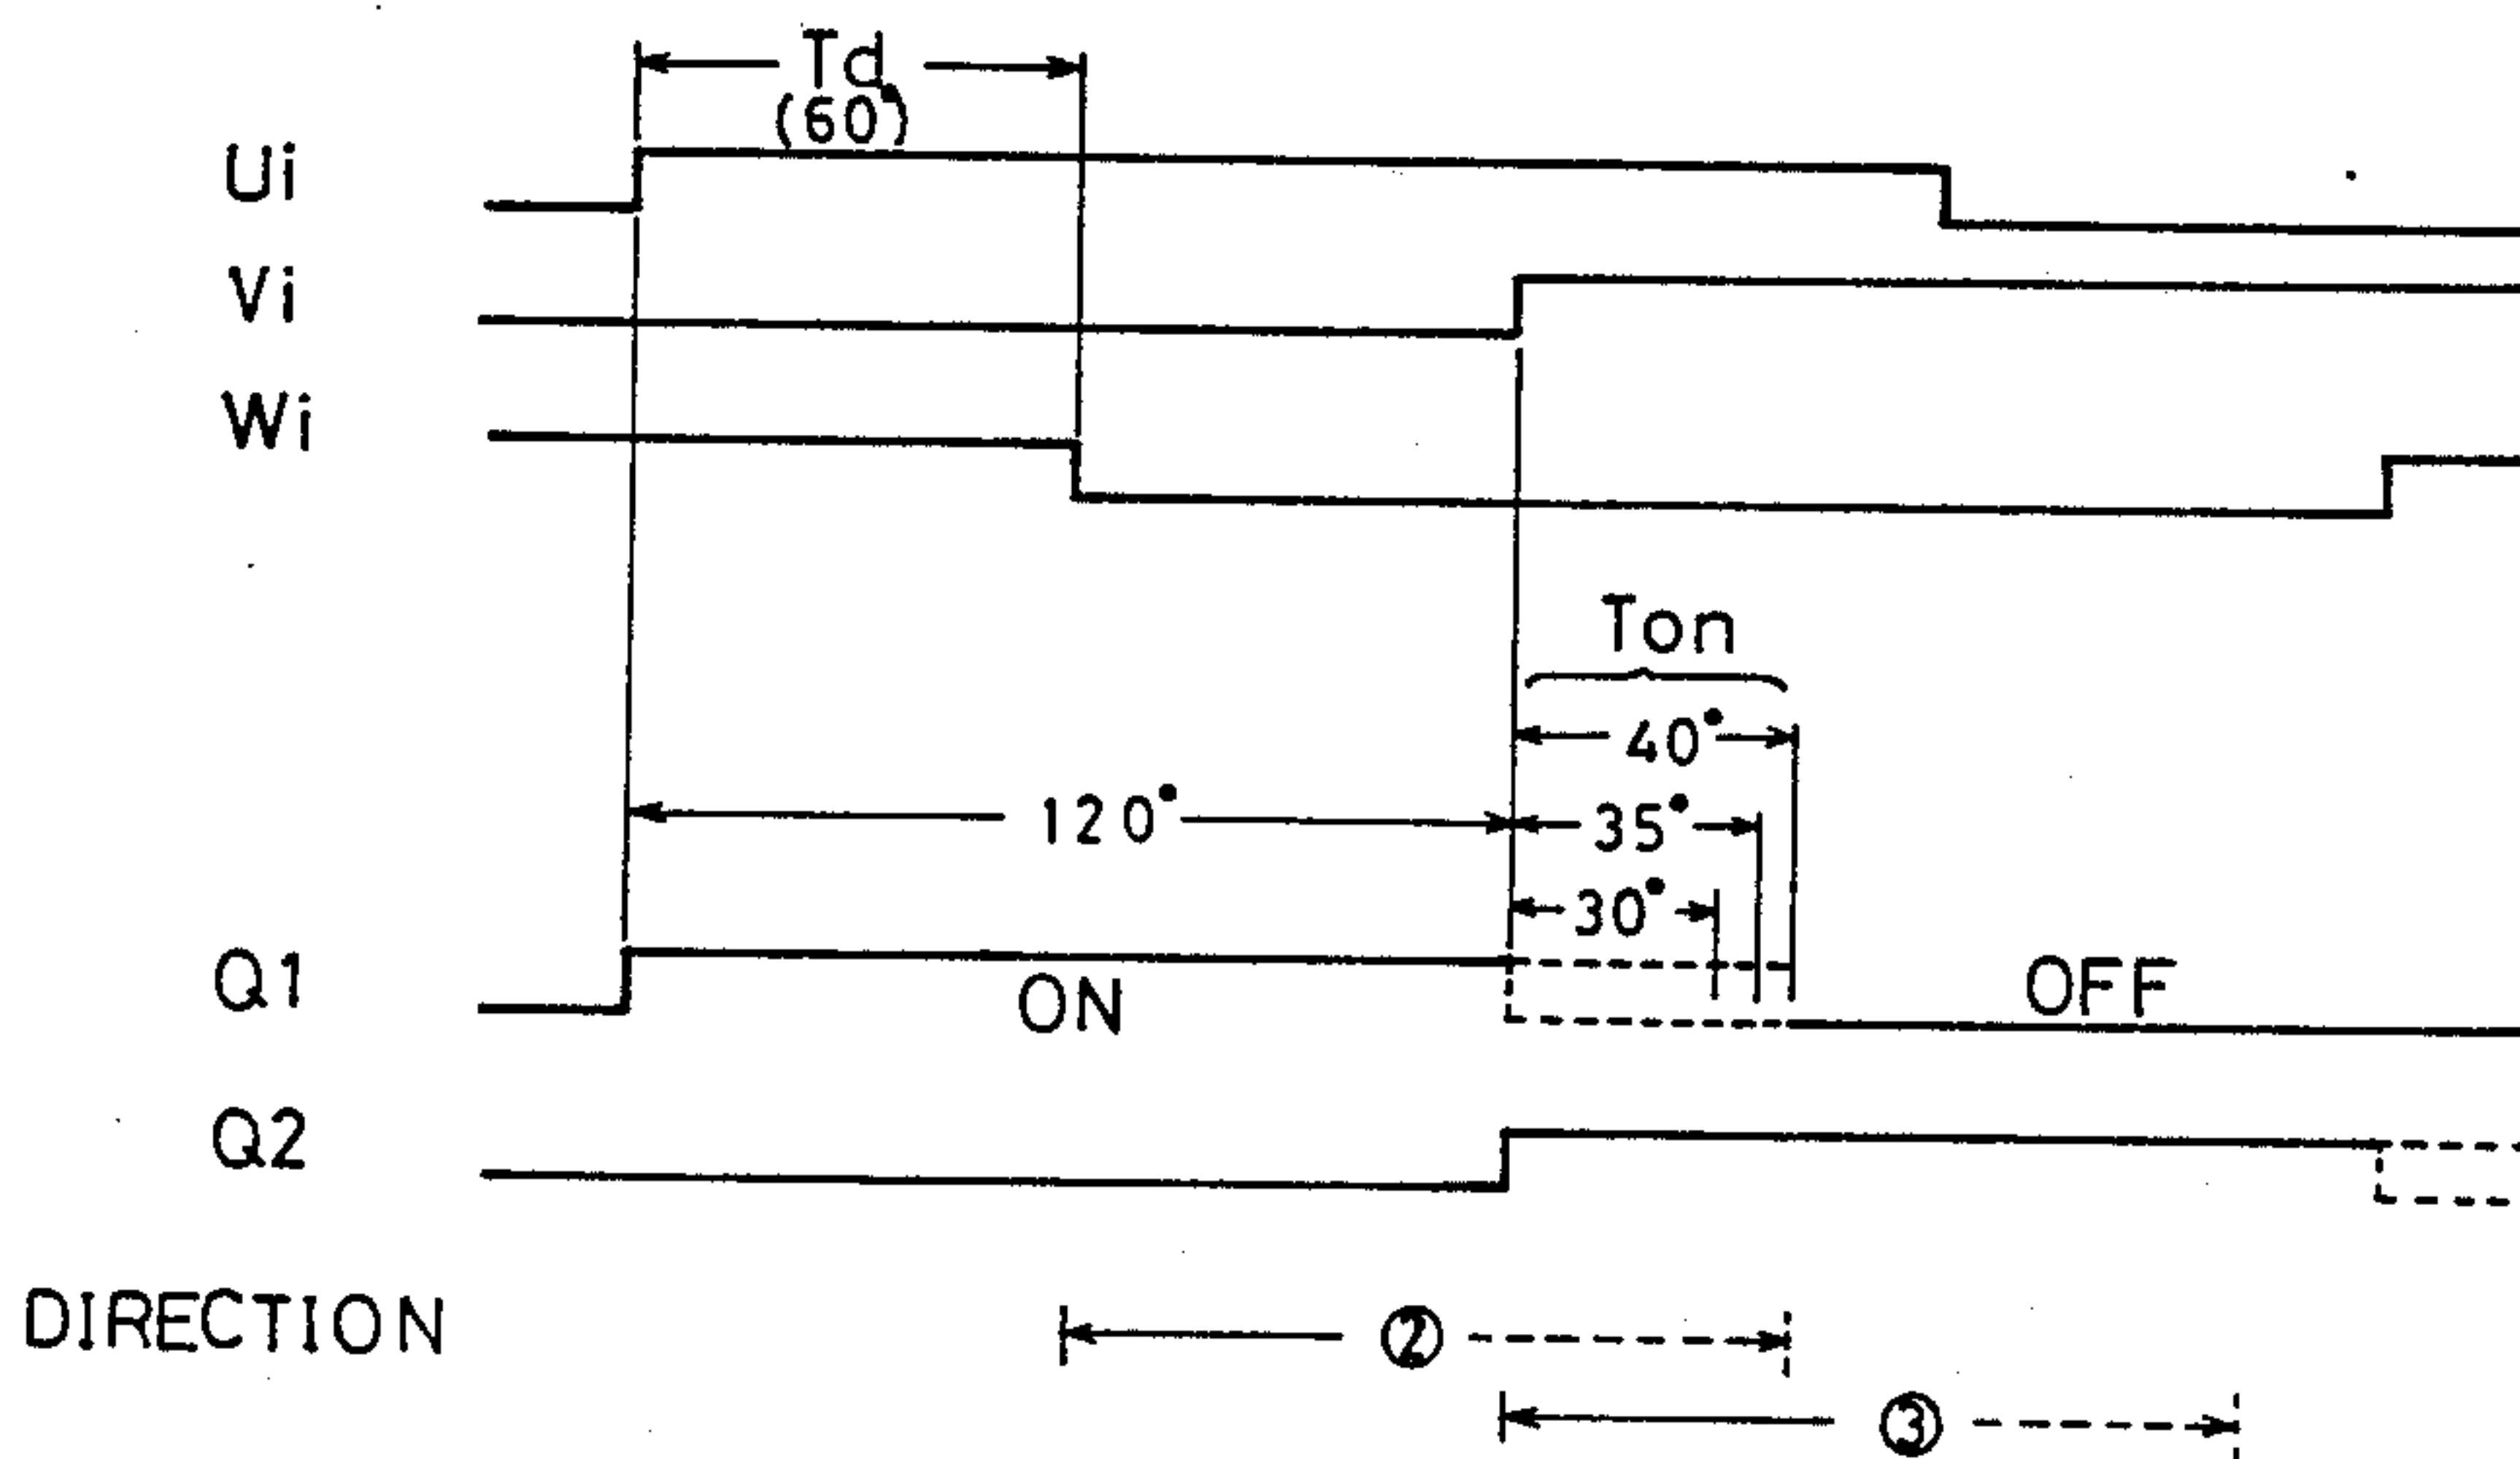 Td
(60)
Ui
Vi
Wi
Ton
40°
120°
35°
30°
Q1
ON
OFF
Q2
DIRECTION
②
③